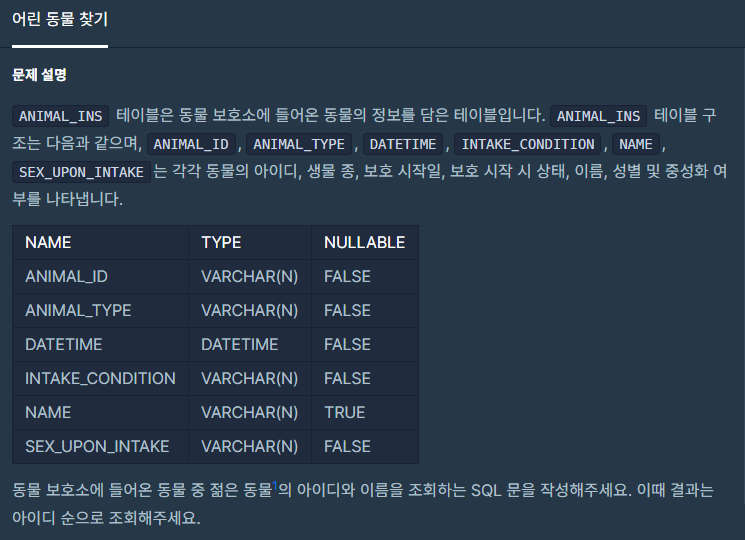 어린 동물 찾기
문제 설명
ANIMAL_INS 테이블은 동물 보호소에 들어온 동물의 정보를 담은 테이블입니다. ANIMAL_INS 테이블 구
조는 다음과 같으며, ANIMAL_ID , ANIMAL_TYPE , DATETIME , INTAKE_CONDITION , NAME ,
SEX_UPON_INTAKE 는 각각 동물의 아이디, 생물 종, 보호 시작일, 보호 시작 시 상태, 이름, 성별 및 중성화 여
부를 나타냅니다.
NAME TYPE NULLABLE
ANIMAL_ID VARCHAR(N) FALSE
ANIMAL_TYPE VARCHAR(N) FALSE
DATETIME DATETIME FALSE
INTAKE_CONDITION VARCHAR(N) FALSE
NAME VARCHAR(N) TRUE
SEX_UPON_INTAKE VARCHAR(N) FALSE
동물 보호소에 들어온 동물 중 젊은 동물1의 아이디와 이름을 조회하는 SQL 문을 작성해주세요. 이때 결과는
아이디 순으로 조회해주세요.